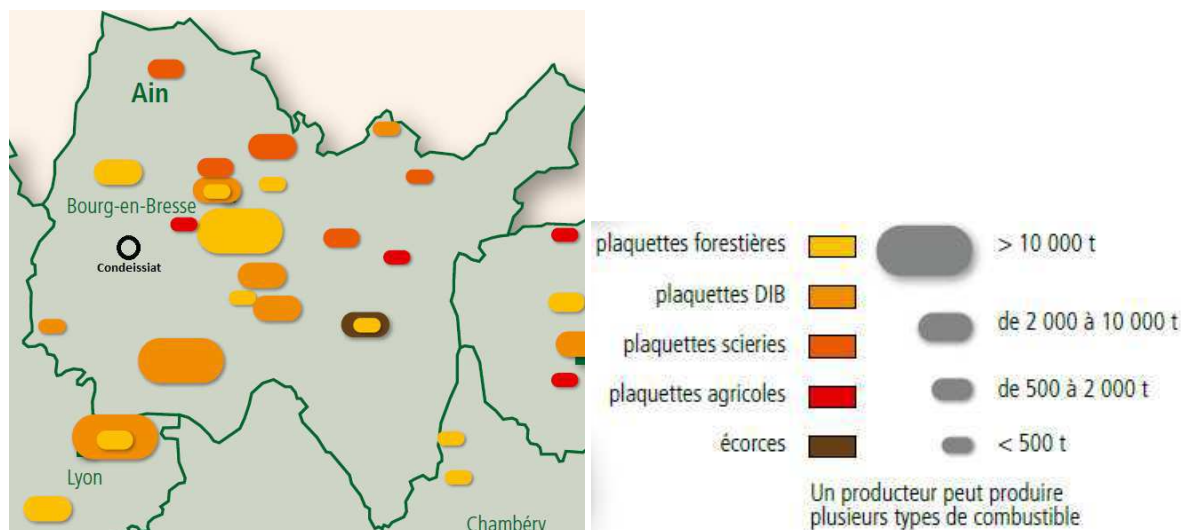 Ain
Bourg-en-Bresse
Condeissiat
Lyon
Chambéry
plaquettes forestières
> 10 000 t
plaquettes DIB
de 2 000 à 10 000 t
plaquettes scieries
plaquettes agricoles
de 500 à 2 000 t
écorces
< 500 t
Un producteur peut produire
plusieurs types de combustible